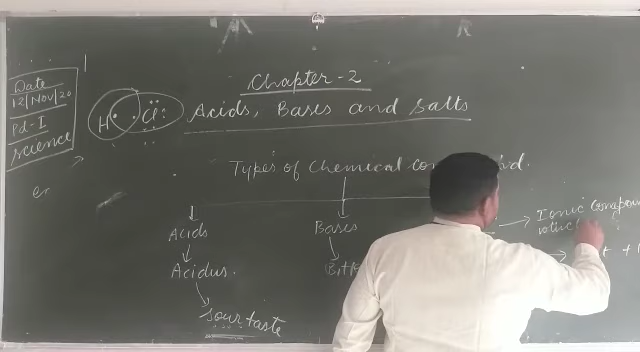 Date
12/Nov/20
Pd-I
science
Chapter-2
H Cl
Acids, Bases and Salts
Types of Chemical
Acids
Bases
Ionic
Acidus.
Sour taste